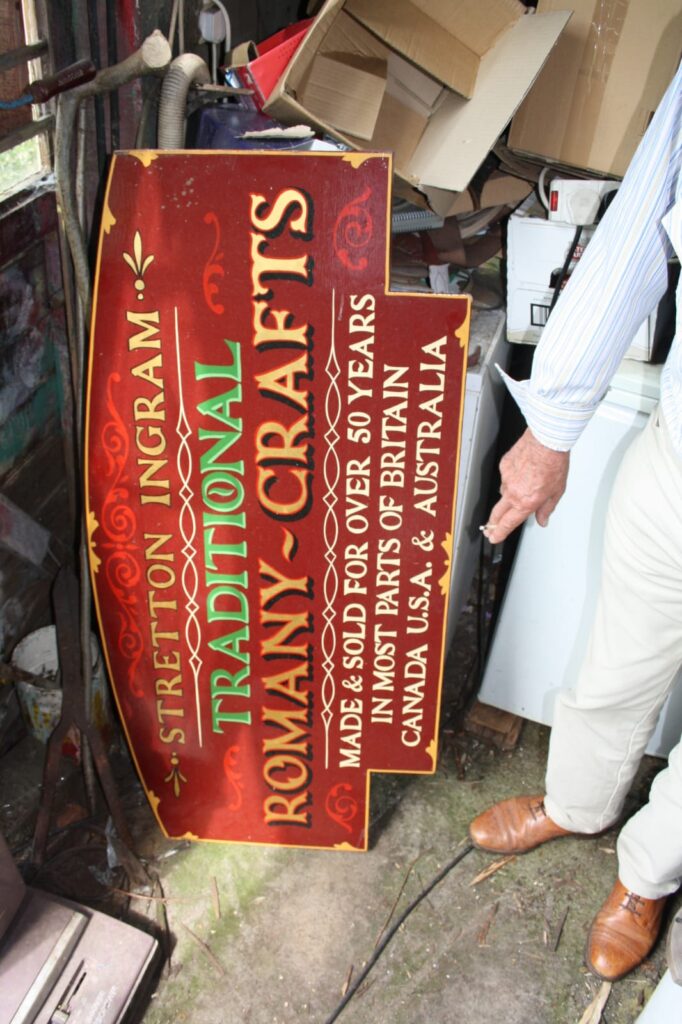 STRETTON INGRAM
TRADITIONAL
ROMANY~CRAFTS
MADE & SOLD FOR OVER 50 YEARS
IN MOST PARTS OF BRITAIN
CANADA U.S.A. & AUSTRALIA